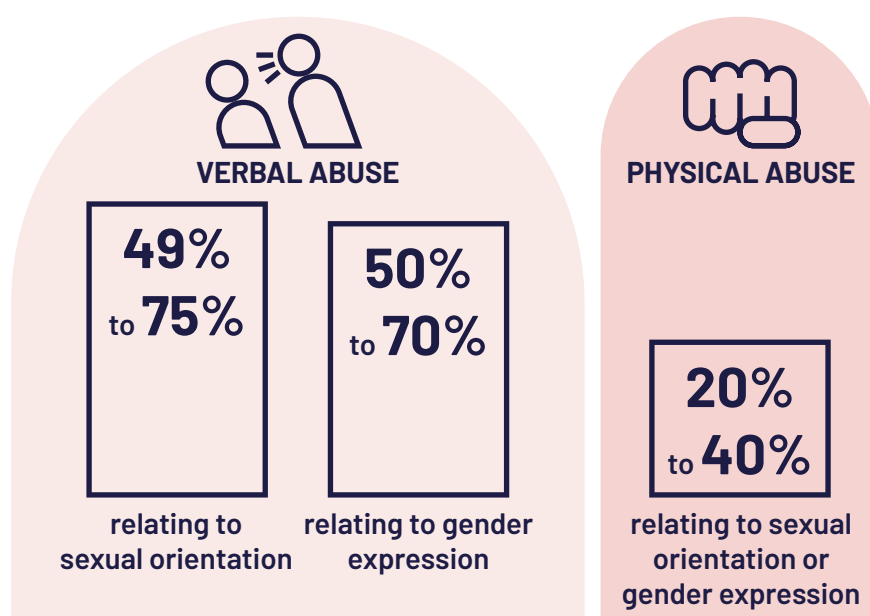 VERBAL ABUSE
49%
to 75%
relating to
sexual orientation
50%
to 70%
relating to gender
expression
PHYSICAL ABUSE
20%
to 40%
relating to sexual
orientation or
gender expression